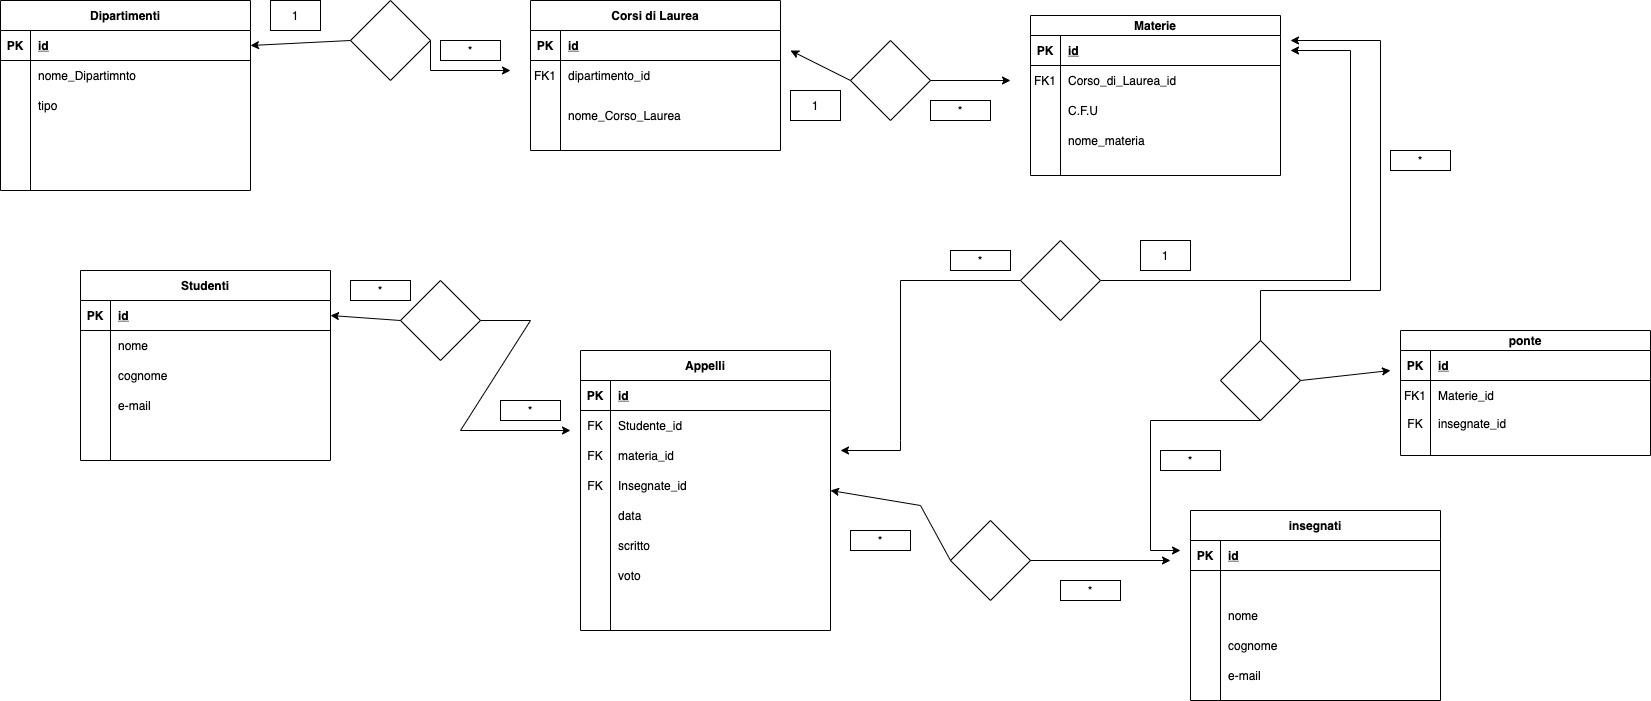 Dipartimenti
PK id
nome_Dipartimnto
tipo
1
*
Corsi di Laurea
PK id
FK1 dipartimento_id
nome_Corso_Laurea
1
*
Materie
PK id
FK1 Corso_di_Laurea_id
C.F.U
nome_materia
*
*
1
Studenti
PK id
nome
cognome
e-mail
*
*
Appelli
PK id
FK Studente_id
FK materia_id
FK Insegnate_id
data
scritto
voto
ponte
PK id
FK1 Materie_id
FK insegnate_id
*
*
*
insegnati
PK id
nome
cognome
e-mail